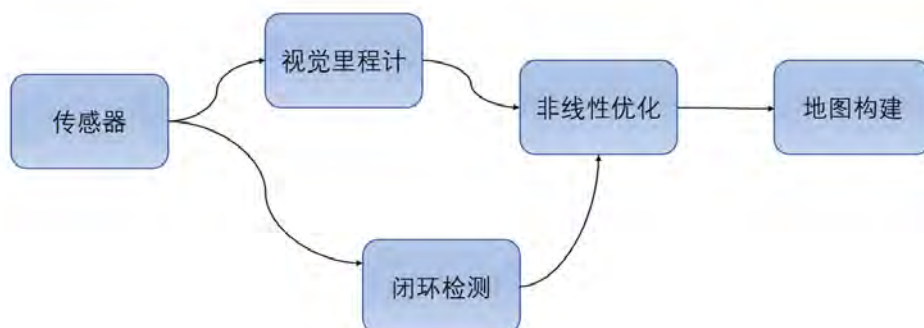 视觉里程计
传感器
非线性优化
地图构建
闭环检测